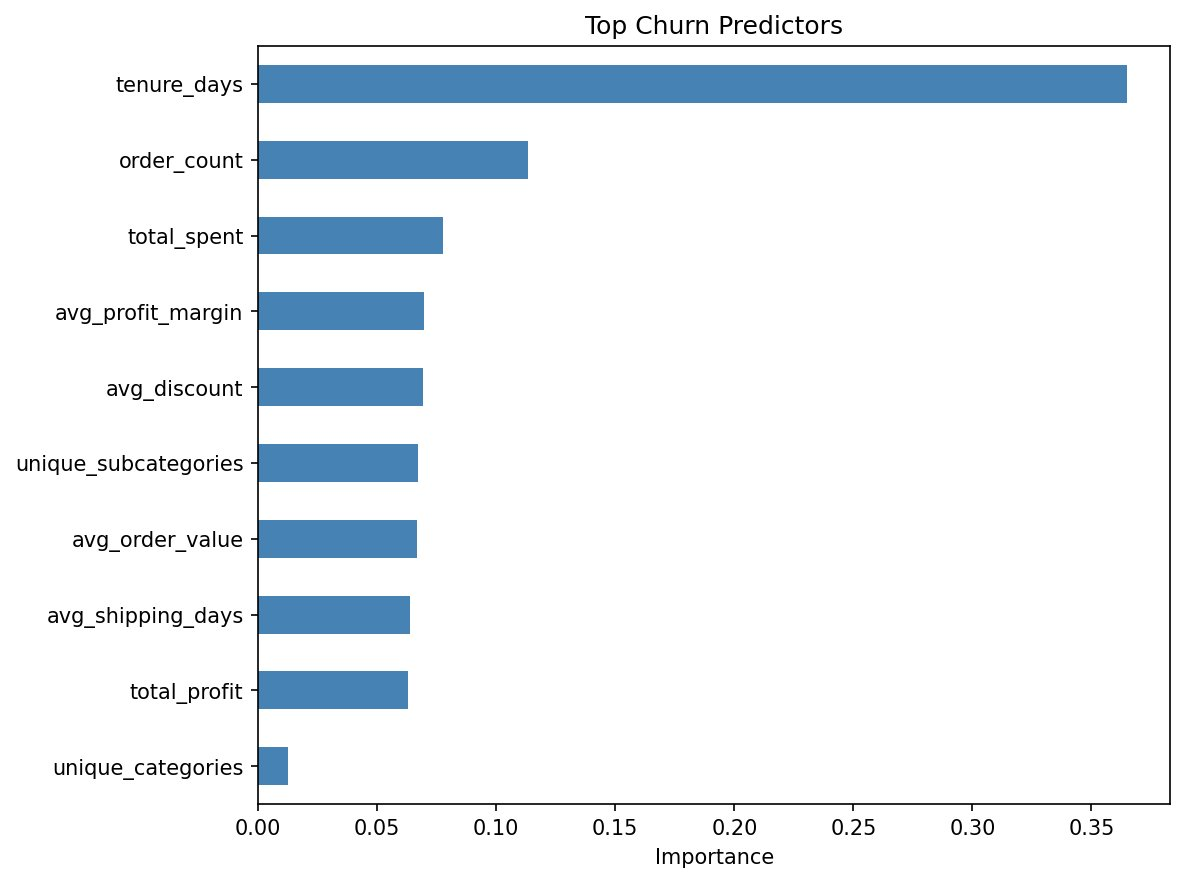 Top Churn Predictors
tenure_days
order_count
total_spent
avg_profit_margin
avg_discount
unique_subcategories
avg_order_value
avg_shipping_days
total_profit
unique_categories
0.00 0.05 0.10 0.15 0.20 0.25 0.30 0.35
Importance